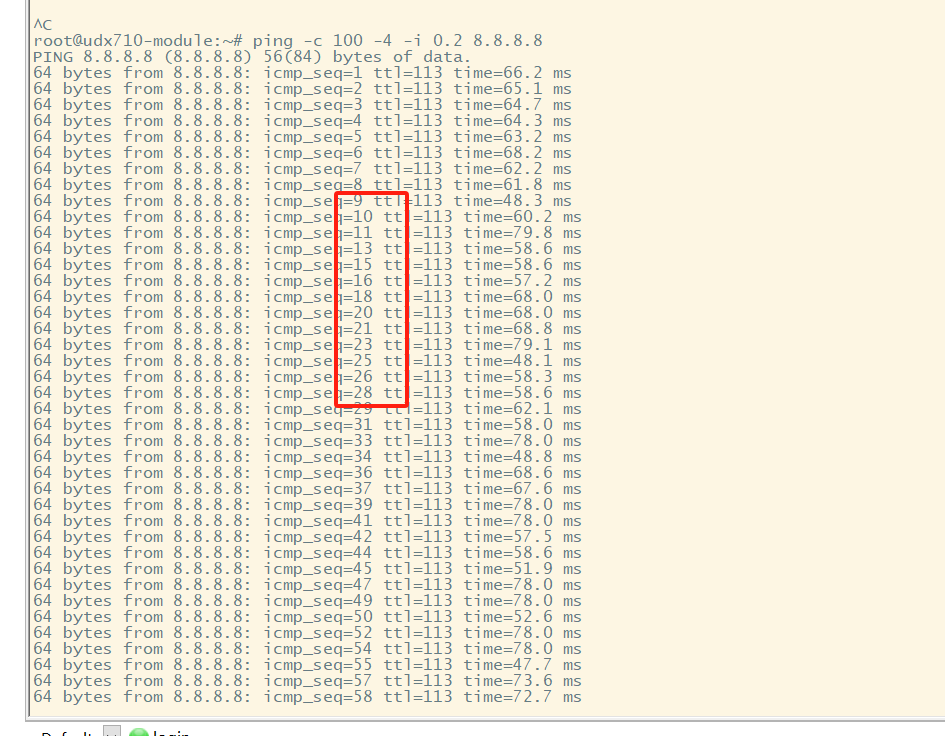 ^C
root@udx710-module:~# ping -c 100 -4 -i 0.2 8.8.8.8
PING 8.8.8.8 (8.8.8.8) 56(84) bytes of data.
64 bytes from 8.8.8.8: icmp_seq=1 ttl=113 time=66.2 ms
64 bytes from 8.8.8.8: icmp_seq=2 ttl=113 time=65.1 ms
64 bytes from 8.8.8.8: icmp_seq=3 ttl=113 time=64.7 ms
64 bytes from 8.8.8.8: icmp_seq=4 ttl=113 time=64.3 ms
64 bytes from 8.8.8.8: icmp_seq=5 ttl=113 time=63.2 ms
64 bytes from 8.8.8.8: icmp_seq=6 ttl=113 time=68.2 ms
64 bytes from 8.8.8.8: icmp_seq=7 ttl=113 time=62.2 ms
64 bytes from 8.8.8.8: icmp_seq=8 ttl=113 time=61.8 ms
64 bytes from 8.8.8.8: icmp_seq=9 ttl=113 time=48.3 ms
64 bytes from 8.8.8.8: icmp_seq=10 ttl=113 time=60.2 ms
64 bytes from 8.8.8.8: icmp_seq=11 ttl=113 time=79.8 ms
64 bytes from 8.8.8.8: icmp_seq=13 ttl=113 time=58.6 ms
64 bytes from 8.8.8.8: icmp_seq=15 ttl=113 time=58.6 ms
64 bytes from 8.8.8.8: icmp_seq=16 ttl=113 time=57.2 ms
64 bytes from 8.8.8.8: icmp_seq=18 ttl=113 time=68.0 ms
64 bytes from 8.8.8.8: icmp_seq=20 ttl=113 time=68.0 ms
64 bytes from 8.8.8.8: icmp_seq=21 ttl=113 time=68.8 ms
64 bytes from 8.8.8.8: icmp_seq=23 ttl=113 time=79.1 ms
64 bytes from 8.8.8.8: icmp_seq=25 ttl=113 time=48.1 ms
64 bytes from 8.8.8.8: icmp_seq=26 ttl=113 time=58.3 ms
64 bytes from 8.8.8.8: icmp_seq=28 ttl=113 time=58.6 ms
64 bytes from 8.8.8.8: icmp_seq=29 ttl=113 time=62.1 ms
64 bytes from 8.8.8.8: icmp_seq=31 ttl=113 time=58.0 ms
64 bytes from 8.8.8.8: icmp_seq=33 ttl=113 time=78.0 ms
64 bytes from 8.8.8.8: icmp_seq=34 ttl=113 time=48.8 ms
64 bytes from 8.8.8.8: icmp_seq=36 ttl=113 time=68.6 ms
64 bytes from 8.8.8.8: icmp_seq=37 ttl=113 time=67.6 ms
64 bytes from 8.8.8.8: icmp_seq=39 ttl=113 time=78.0 ms
64 bytes from 8.8.8.8: icmp_seq=41 ttl=113 time=78.0 ms
64 bytes from 8.8.8.8: icmp_seq=42 ttl=113 time=57.5 ms
64 bytes from 8.8.8.8: icmp_seq=44 ttl=113 time=58.6 ms
64 bytes from 8.8.8.8: icmp_seq=45 ttl=113 time=51.9 ms
64 bytes from 8.8.8.8: icmp_seq=47 ttl=113 time=78.0 ms
64 bytes from 8.8.8.8: icmp_seq=49 ttl=113 time=78.0 ms
64 bytes from 8.8.8.8: icmp_seq=50 ttl=113 time=52.6 ms
64 bytes from 8.8.8.8: icmp_seq=52 ttl=113 time=78.0 ms
64 bytes from 8.8.8.8: icmp_seq=54 ttl=113 time=78.0 ms
64 bytes from 8.8.8.8: icmp_seq=55 ttl=113 time=47.7 ms
64 bytes from 8.8.8.8: icmp_seq=57 ttl=113 time=73.6 ms
64 bytes from 8.8.8.8: icmp_seq=58 ttl=113 time=72.7 ms
Default login